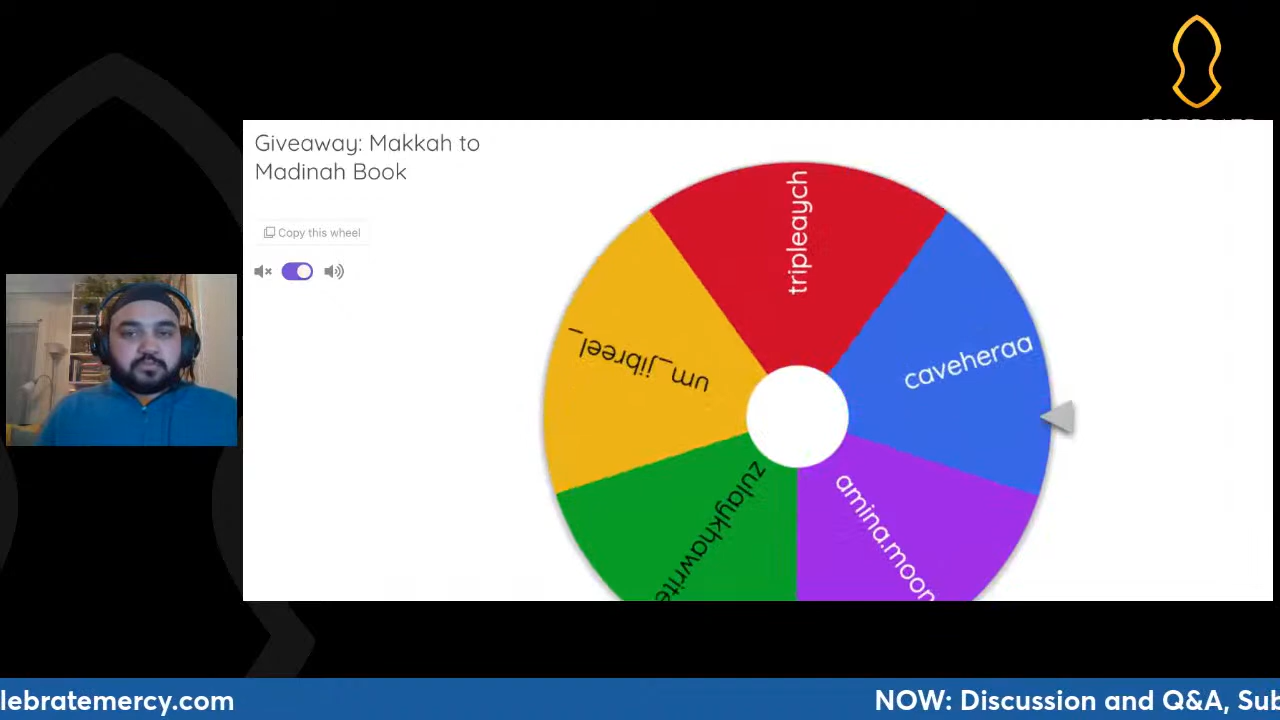 Giveaway: Makkah to
Madinah Book
Copy this wheel
tripleaych
caveheraa
um_jibreel_
zulaykhawrite
amina.moon
lebratemercy.com
NOW: Discussion and Q&A, Sub